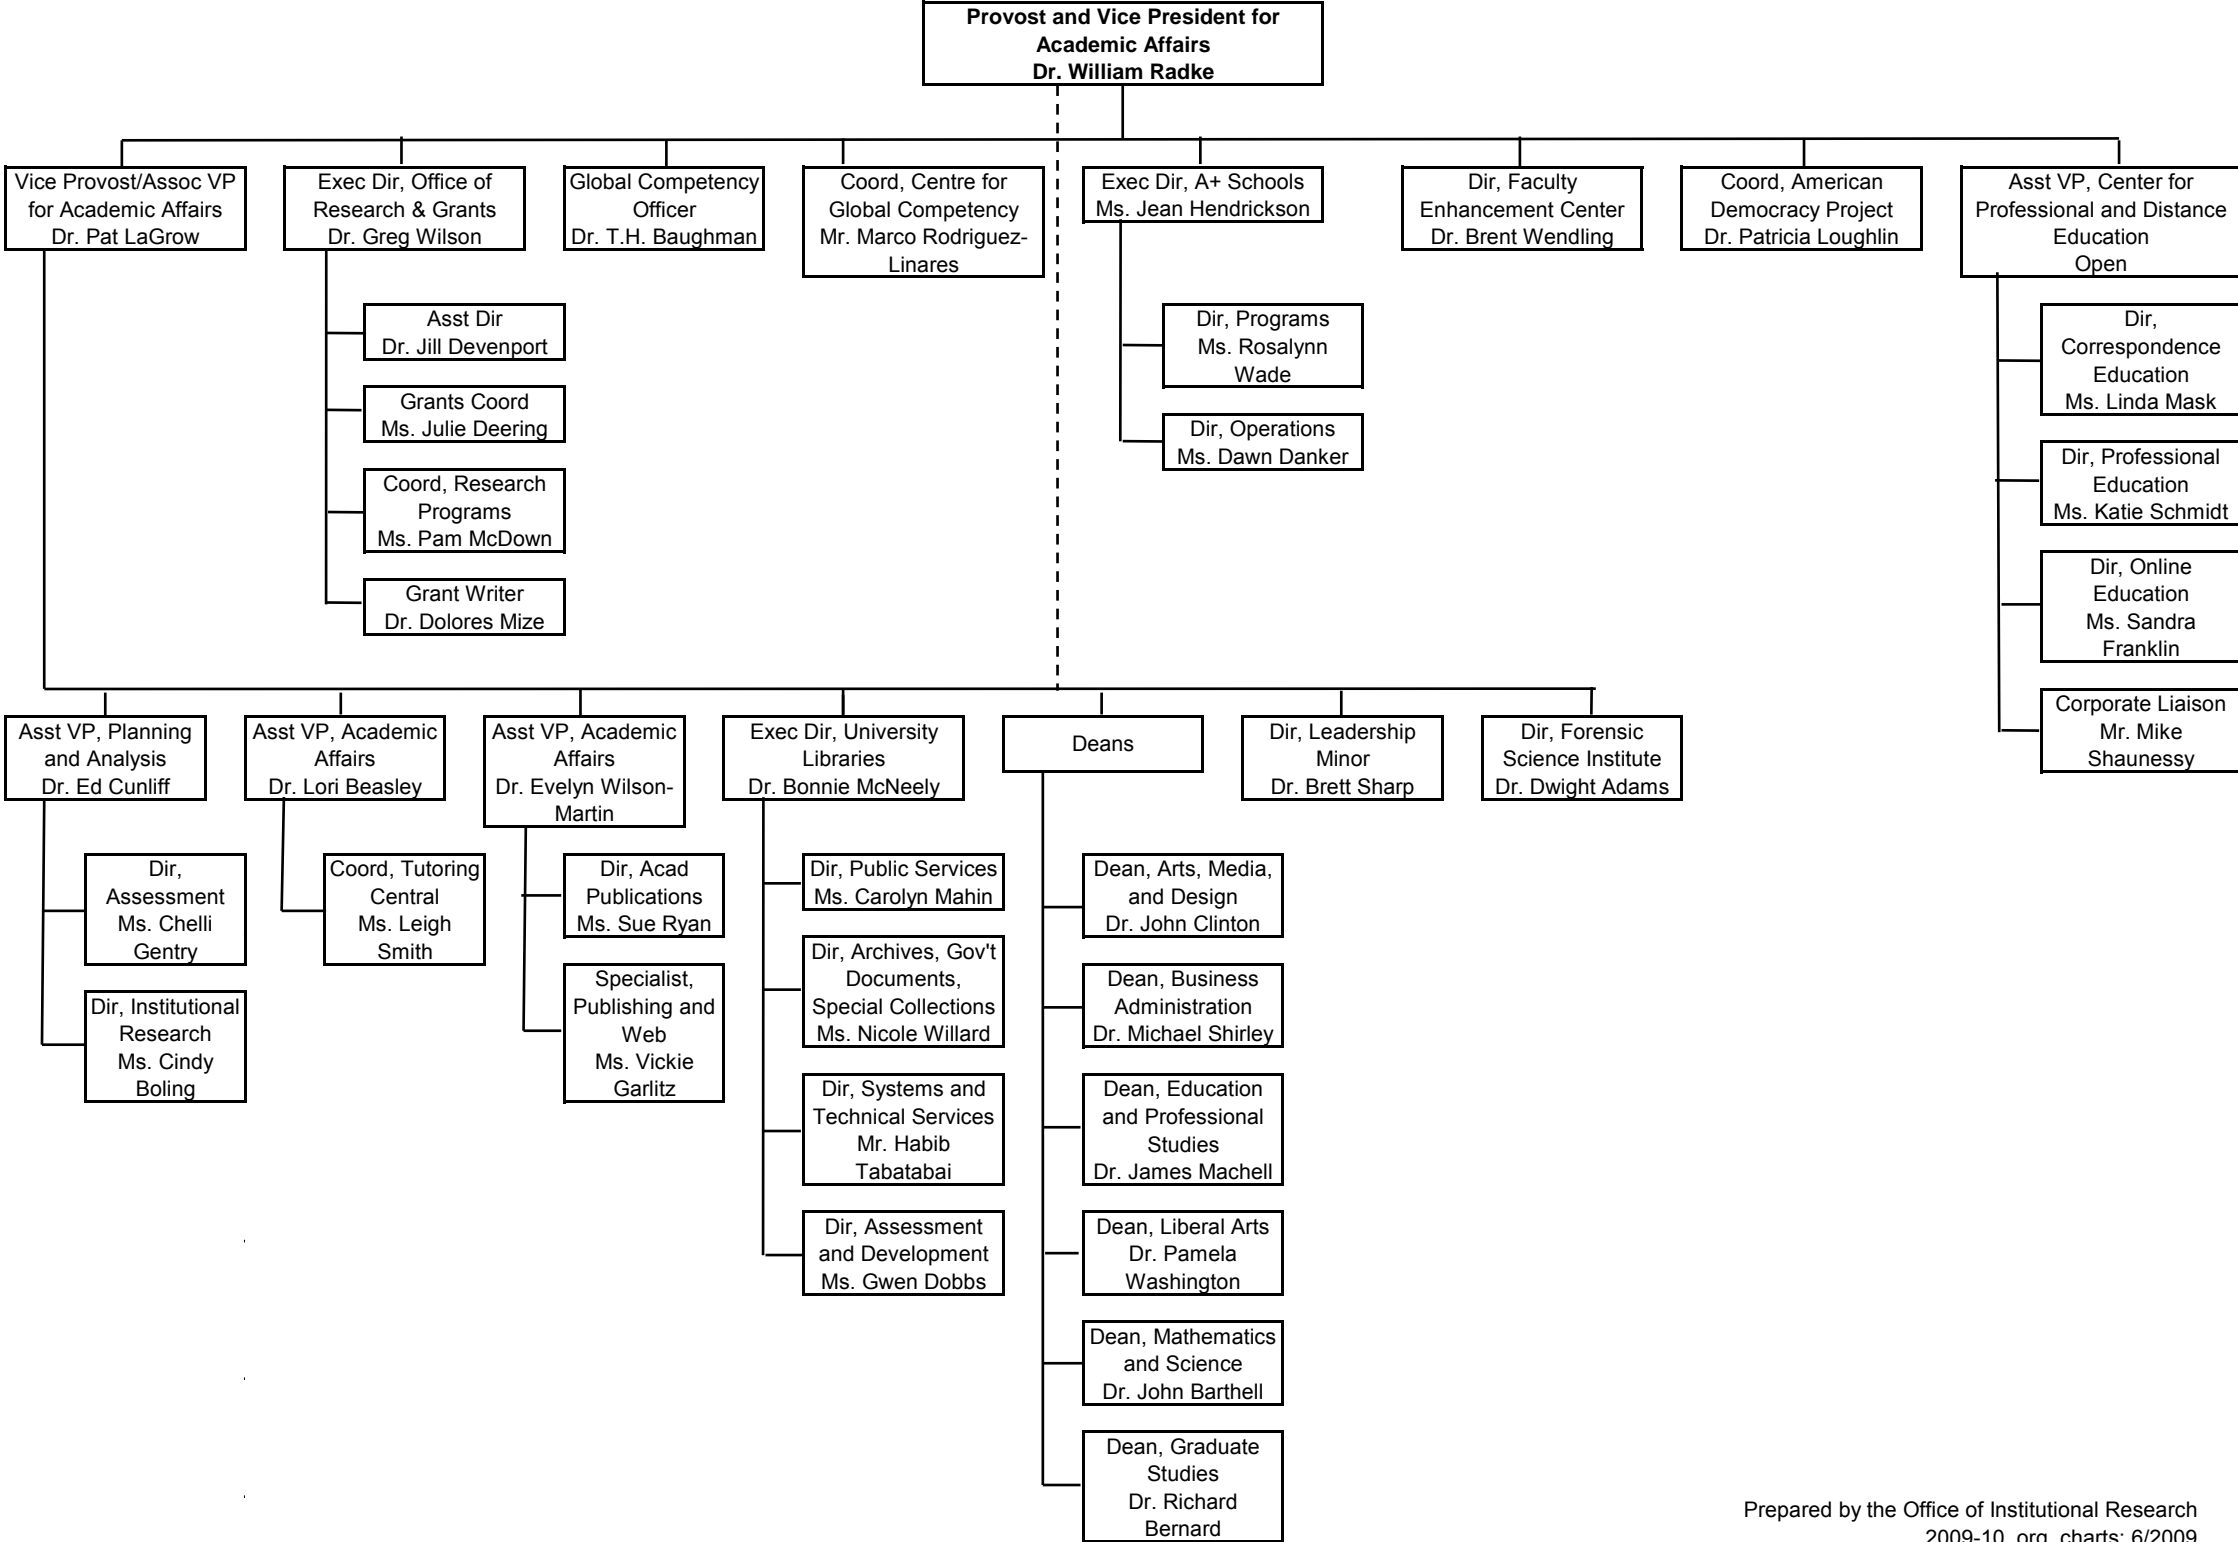 Provost and Vice President for
Academic Affairs
Dr. William Radke
Vice Provost/Assoc VP
for Academic Affairs
Dr. Pat LaGrow
Exec Dir, Office of
Research & Grants
Dr. Greg Wilson
Global Competency
Officer
Dr. T.H. Baughman
Coord, Centre for
Global Competency
Mr. Marco Rodriguez-
Linares
Exec Dir, A+ Schools
Ms. Jean Hendrickson
Dir, Faculty
Enhancement Center
Dr. Brent Wendling
Coord, American
Democracy Project
Dr. Patricia Loughlin
Asst VP, Center for
Professional and Distance
Education
Open
Asst Dir
Dr. Jill Devenport
Grants Coord
Ms. Julie Deering
Coord, Research
Programs
Ms. Pam McDown
Grant Writer
Dr. Dolores Mize
Dir, Programs
Ms. Rosalynn
Wade
Dir, Operations
Ms. Dawn Danker
Dir,
Correspondence
Education
Ms. Linda Mask
Dir, Professional
Education
Ms. Katie Schmidt
Dir, Online
Education
Ms. Sandra
Franklin
Corporate Liaison
Mr. Mike
Shaunessy
Asst VP, Planning
and Analysis
Dr. Ed Cunliff
Asst VP, Academic
Affairs
Dr. Lori Beasley
Asst VP, Academic
Affairs
Dr. Evelyn Wilson-
Martin
Exec Dir, University
Libraries
Dr. Bonnie McNeely
Deans
Dir, Leadership
Minor
Dr. Brett Sharp
Dir, Forensic
Science Institute
Dr. Dwight Adams
Dir,
Assessment
Ms. Chelli
Gentry
Dir, Institutional
Research
Ms. Cindy
Boling
Coord, Tutoring
Central
Ms. Leigh
Smith
Dir, Acad
Publications
Ms. Sue Ryan
Specialist,
Publishing and
Web
Ms. Vickie
Garlitz
Dir, Public Services
Ms. Carolyn Mahin
Dir, Archives, Gov't
Documents,
Special Collections
Ms. Nicole Willard
Dir, Systems and
Technical Services
Mr. Habib
Tabatabai
Dir, Assessment
and Development
Ms. Gwen Dobbs
Dean, Arts, Media,
and Design
Dr. John Clinton
Dean, Business
Administration
Dr. Michael Shirley
Dean, Education
and Professional
Studies
Dr. James Machell
Dean, Liberal Arts
Dr. Pamela
Washington
Dean, Mathematics
and Science
Dr. John Barthell
Dean, Graduate
Studies
Dr. Richard
Bernard
Prepared by the Office of Institutional Research
2009-10 org. charts: 6/2009